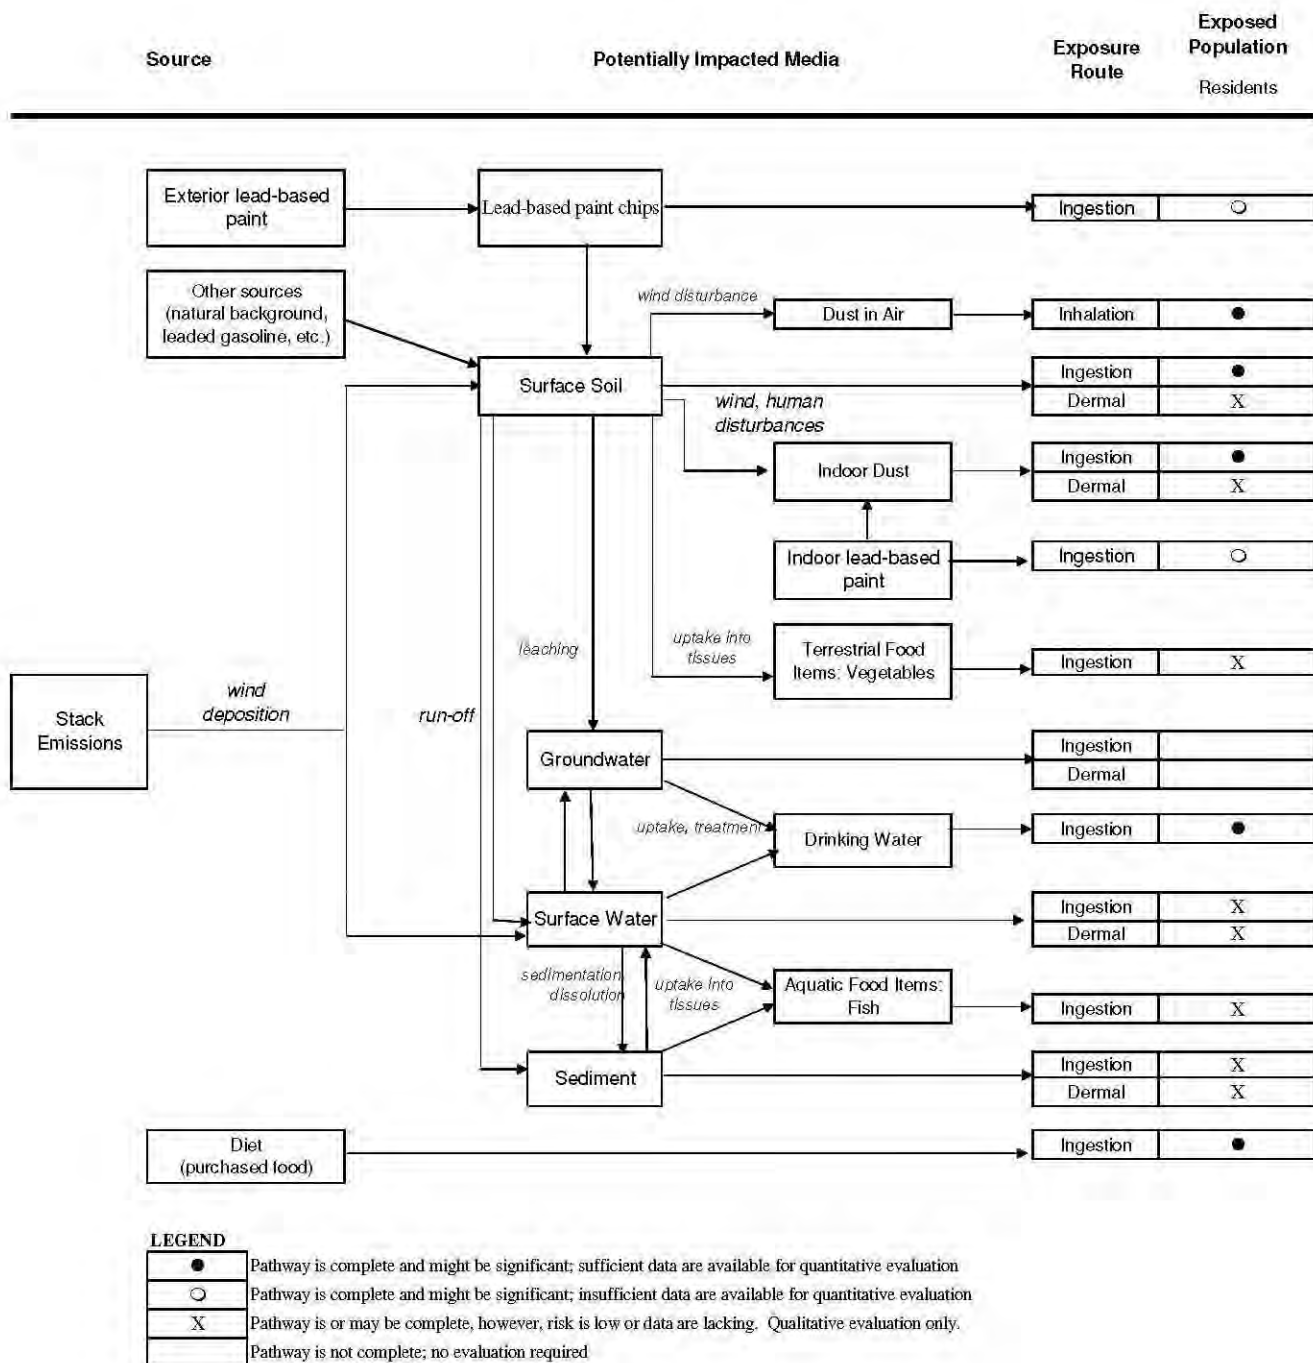 Source
Potentially Impacted Media
Exposure
Route
Exposed
Population
Residents
Exterior lead-based
paint
Lead-based paint chips
Ingestion
O
Other sources
(natural background,
leaded gasoline, etc.)
wind disturbance
Dust in Air
Inhalation
●
Surface Soil
Ingestion
●
Dermal
X
wind, human
disturbances
Indoor Dust
Ingestion
●
Dermal
X
Indoor lead-based
paint
Ingestion
O
leaching
uptake into
tissues
Terrestrial Food
Items: Vegetables
Ingestion
X
Stack
Emissions
wind
deposition
run-off
Groundwater
Ingestion
Dermal
uptake, treatment
Drinking Water
Ingestion
●
Surface Water
Ingestion
X
Dermal
X
sedimentation,
dissolution
uptake into
tissues
Aquatic Food Items:
Fish
Ingestion
X
Sediment
Ingestion
X
Dermal
X
Diet
(purchased food)
Ingestion
●
LEGEND
● Pathway is complete and might be significant; sufficient data are available for quantitative evaluation
O Pathway is complete and might be significant; insufficient data are available for quantitative evaluation
X Pathway is or may be complete, however, risk is low or data are lacking. Qualitative evaluation only.
Pathway is not complete; no evaluation required